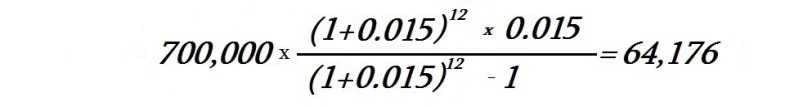 (1+0.015)¹² x 0.015
700,000 x = 64,176
(1+0.015)¹² - 1